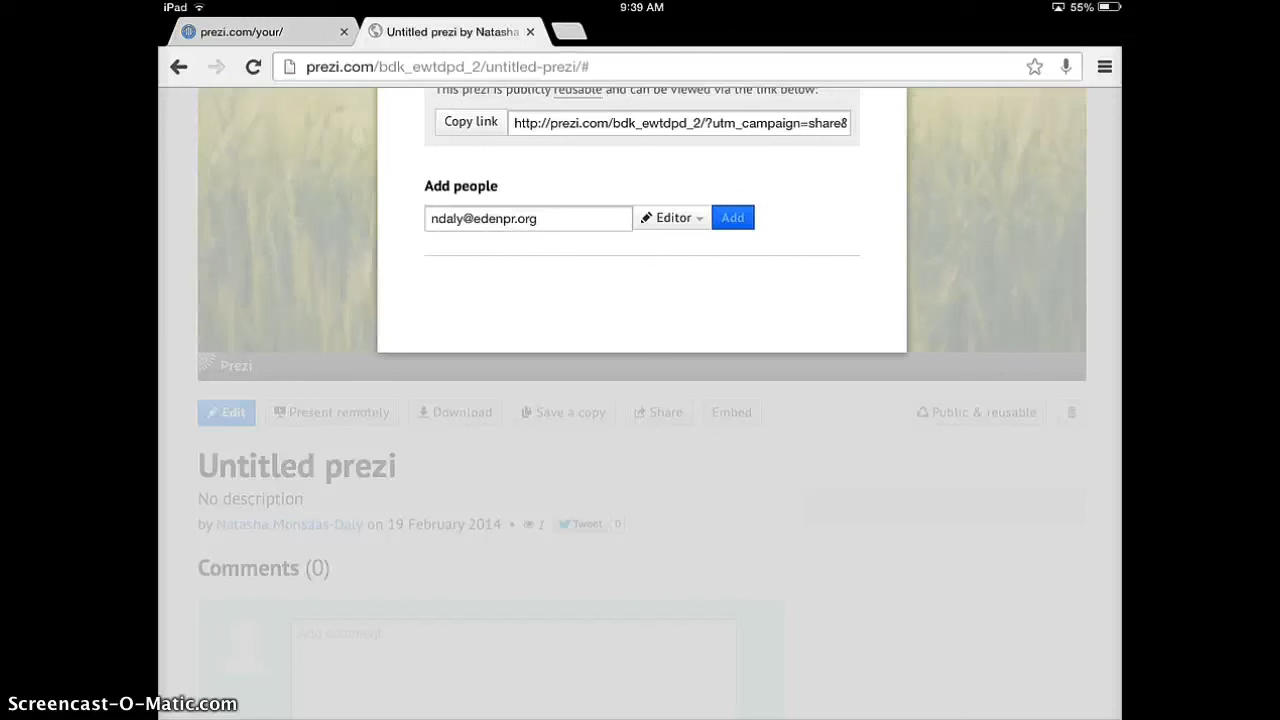 iPad 9:39 AM 55%
prezi.com/your/ Untitled prezi by Natasha
prezi.com/bdk_ewtdpd_2/untitled-prezi/#
This prezi is publicly reusable and can be viewed via the link below:
Copy link http://prezi.com/bdk_ewtdpd_2/?utm_campaign=share&
Add people
ndaly@edenpr.org Editor Add
Prezi
Edit Present remotely Download Save a copy Share Embed Public & reusable
Untitled prezi
No description
by Natasha Monsaas-Daly on 19 February 2014 • 1 Tweet 0
Comments (0)
Add comment
Screencast-O-Matic.com